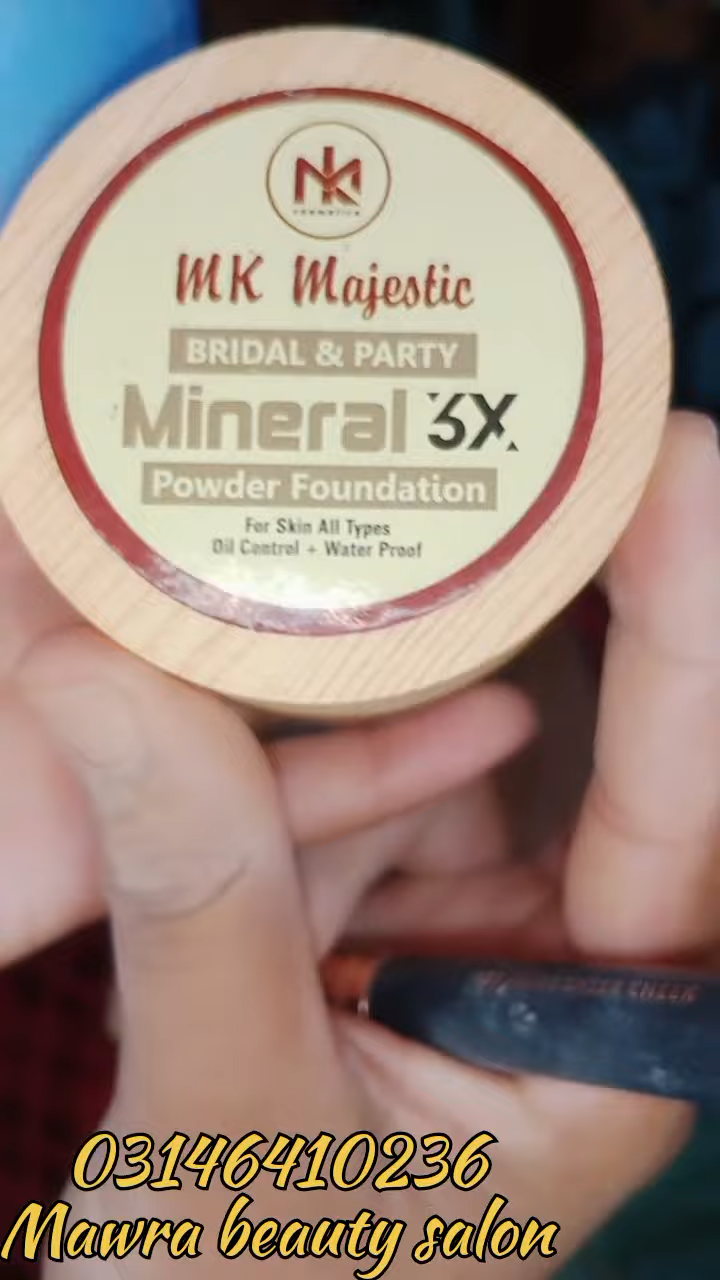 MK
COSMETICS
MK Majestic
BRIDAL & PARTY
Mineral 3X
Powder Foundation
For Skin All Types
Oil Control + Water Proof
CHEEK
03146410236
Mawra beauty salon